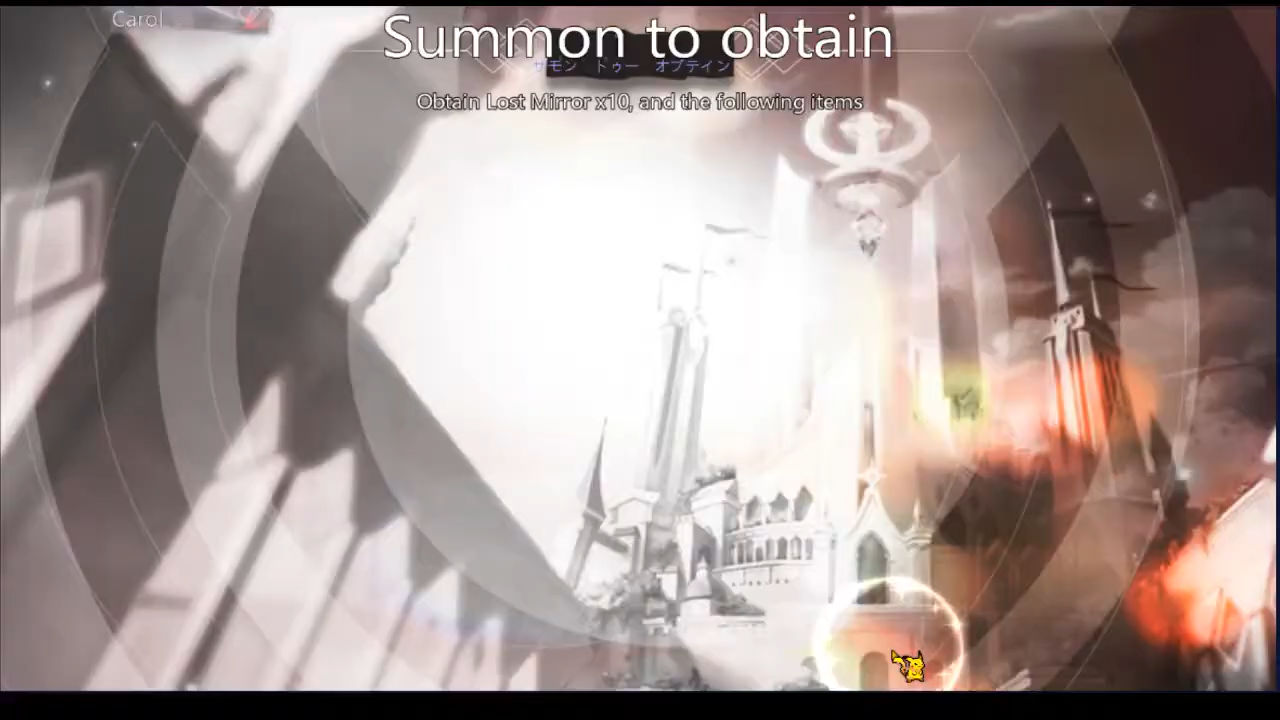 Carol
Summon to obtain
サモン トゥー オブテイン
Obtain Lost Mirror x10, and the following items